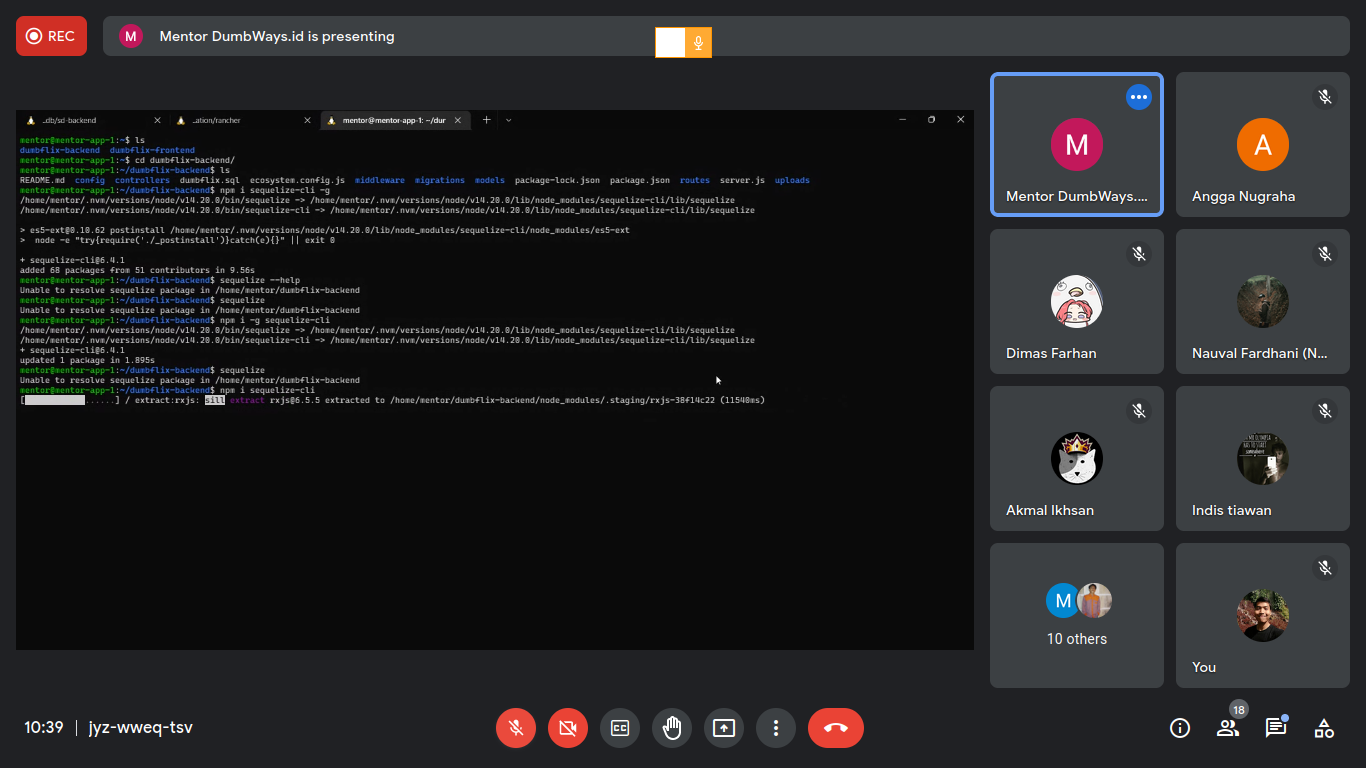 REC
M
Mentor DumbWays.id is presenting
..db/sd-backend
..ation/rancher
mentor@mentor-app-1: ~/dur
mentor@mentor-app-1:~$ ls
dumbflix-backend dumbflix-frontend
mentor@mentor-app-1:~$ cd dumbflix-backend/
mentor@mentor-app-1:~/dumbflix-backend$ ls
README.md config controllers dumbflix.sql ecosystem.config.js middleware migrations models package-lock.json package.json routes server.js uploads
mentor@mentor-app-1:~/dumbflix-backend$ npm i sequelize-cli -g
/home/mentor/.nvm/versions/node/v14.20.0/bin/sequelize -> /home/mentor/.nvm/versions/node/v14.20.0/lib/node_modules/sequelize-cli/lib/sequelize
/home/mentor/.nvm/versions/node/v14.20.0/bin/sequelize-cli -> /home/mentor/.nvm/versions/node/v14.20.0/lib/node_modules/sequelize-cli/lib/sequelize
> es5-ext@0.10.62 postinstall /home/mentor/.nvm/versions/node/v14.20.0/lib/node_modules/sequelize-cli/node_modules/es5-ext
> node -e "try{require('./_postinstall')}catch(e){}" || exit 0
+ sequelize-cli@6.4.1
added 68 packages from 51 contributors in 9.56s
mentor@mentor-app-1:~/dumbflix-backend$ sequelize --help
Unable to resolve sequelize package in /home/mentor/dumbflix-backend
mentor@mentor-app-1:~/dumbflix-backend$ sequelize
Unable to resolve sequelize package in /home/mentor/dumbflix-backend
mentor@mentor-app-1:~/dumbflix-backend$ npm i -g sequelize-cli
/home/mentor/.nvm/versions/node/v14.20.0/bin/sequelize -> /home/mentor/.nvm/versions/node/v14.20.0/lib/node_modules/sequelize-cli/lib/sequelize
/home/mentor/.nvm/versions/node/v14.20.0/bin/sequelize-cli -> /home/mentor/.nvm/versions/node/v14.20.0/lib/node_modules/sequelize-cli/lib/sequelize
+ sequelize-cli@6.4.1
updated 1 package in 1.895s
mentor@mentor-app-1:~/dumbflix-backend$ sequelize
Unable to resolve sequelize package in /home/mentor/dumbflix-backend
mentor@mentor-app-1:~/dumbflix-backend$ npm i sequelize-cli
[ ......] / extract:rxjs: sill extract rxjs@6.5.5 extracted to /home/mentor/dumbflix-backend/node_modules/.staging/rxjs-38f14c22 (11540ms)
M
Mentor DumbWays....
A
Angga Nugraha
Dimas Farhan
Nauval Fardhani (N...
Akmal Ikhsan
Indis tiawan
M
10 others
You
10:39 | jyz-wweq-tsv
CC
18